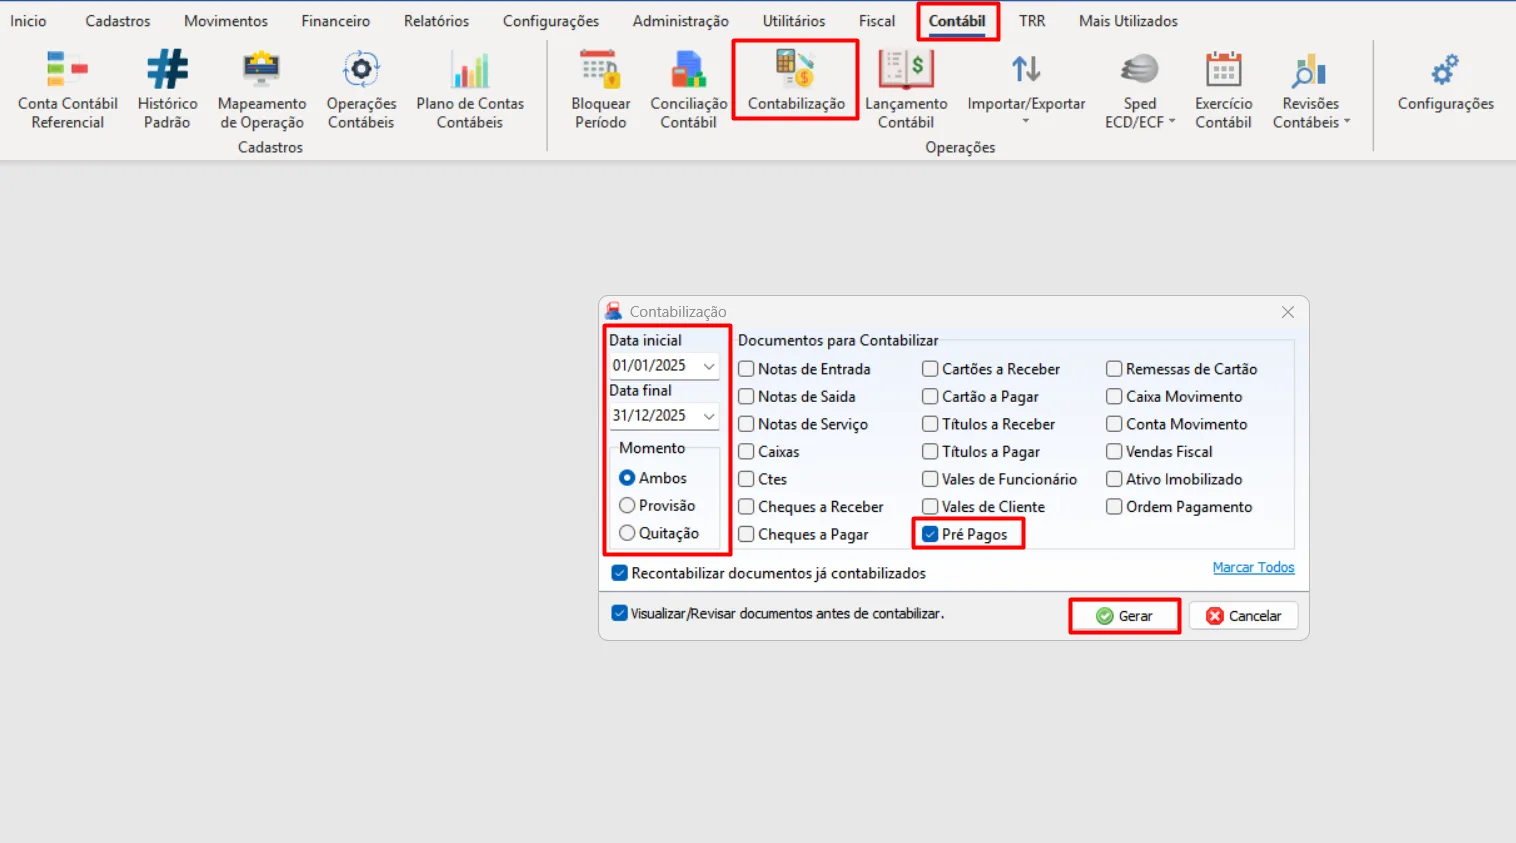 Inicio Cadastros Movimentos Financeiro Relatórios Configurações Administração Utilitários Fiscal Contábil TRR Mais Utilizados
Conta Contábil Referencial
Histórico Padrão
Mapeamento de Operação
Operações Contábeis
Plano de Contas Contábeis
Cadastros
Bloquear Período
Conciliação Contábil
Contabilização
Lançamento Contábil
Importar/Exportar
Sped ECD/ECF
Exercício Contábil
Revisões Contábeis
Operações
Configurações
Contabilização
Data inicial
01/01/2025
Data final
31/12/2025
Momento
Ambos
Provisão
Quitação
Documentos para Contabilizar
Notas de Entrada
Notas de Saida
Notas de Serviço
Caixas
Ctes
Cheques a Receber
Cheques a Pagar
Cartões a Receber
Cartão a Pagar
Títulos a Receber
Títulos a Pagar
Vales de Funcionário
Vales de Cliente
Pré Pagos
Remessas de Cartão
Caixa Movimento
Conta Movimento
Vendas Fiscal
Ativo Imobilizado
Ordem Pagamento
Recontabilizar documentos já contabilizados
Marcar Todos
Visualizar/Revisar documentos antes de contabilizar.
Gerar
Cancelar